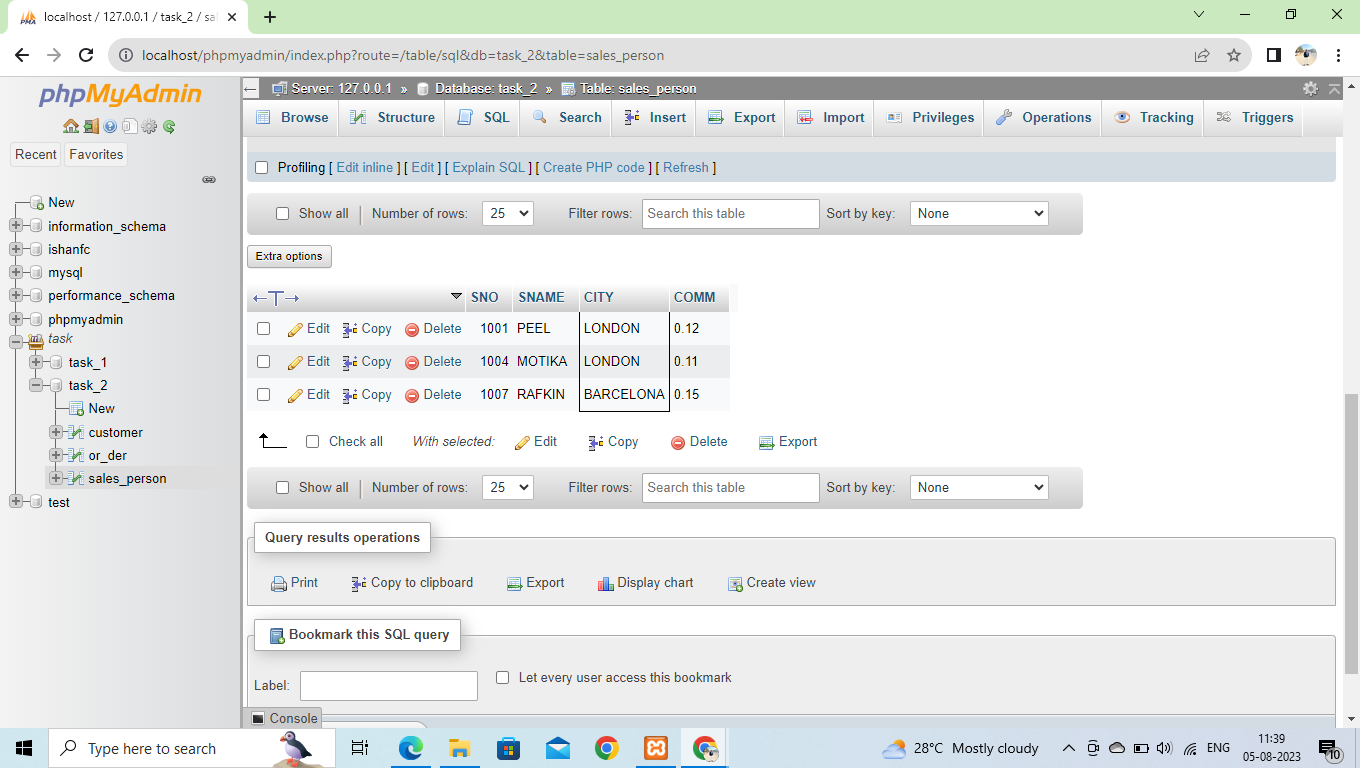 localhost / 127.0.0.1 / task_2 / sal
localhost/phpmyadmin/index.php?route=/table/sql&db=task_2&table=sales_person
phpMyAdmin
Recent Favorites
New
information_schema
ishanfc
mysql
performance_schema
phpmyadmin
task
task_1
task_2
New
customer
or_der
sales_person
test
Server: 127.0.0.1 » Database: task_2 » Table: sales_person
Browse Structure SQL Search Insert Export Import Privileges Operations Tracking Triggers
Profiling [ Edit inline ] [ Edit ] [ Explain SQL ] [ Create PHP code ] [ Refresh ]
Show all Number of rows: 25 Filter rows: Search this table Sort by key: None
Extra options
←T→ SNO SNAME CITY COMM
Edit Copy Delete 1001 PEEL LONDON 0.12
Edit Copy Delete 1004 MOTIKA LONDON 0.11
Edit Copy Delete 1007 RAFKIN BARCELONA 0.15
Check all With selected: Edit Copy Delete Export
Show all Number of rows: 25 Filter rows: Search this table Sort by key: None
Query results operations
Print Copy to clipboard Export Display chart Create view
Bookmark this SQL query
Label: Let every user access this bookmark
Console
Type here to search 28°C Mostly cloudy ENG 11:39
05-08-2023 10